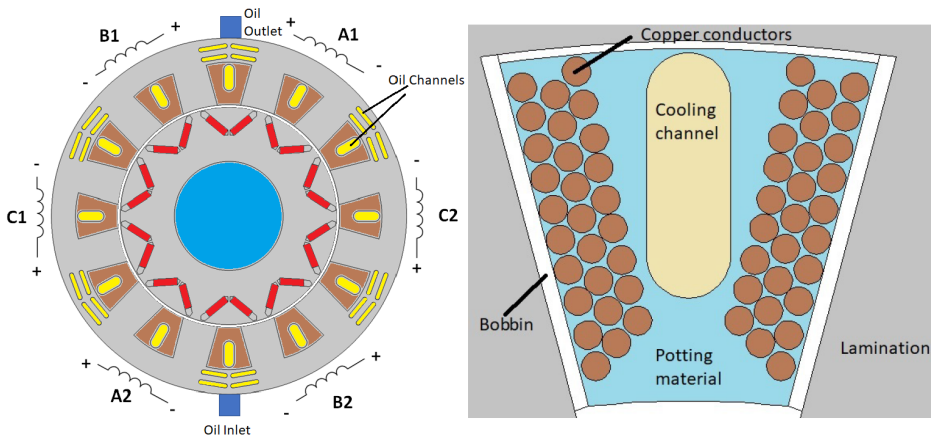 Oil
Outlet
B1
+
-
+
A1
-
Oil Channels
-
C1
+
-
C2
+
+
A2
-
+
B2
-
Oil Inlet
Copper conductors
Cooling
channel
Bobbin
Potting
material
Lamination